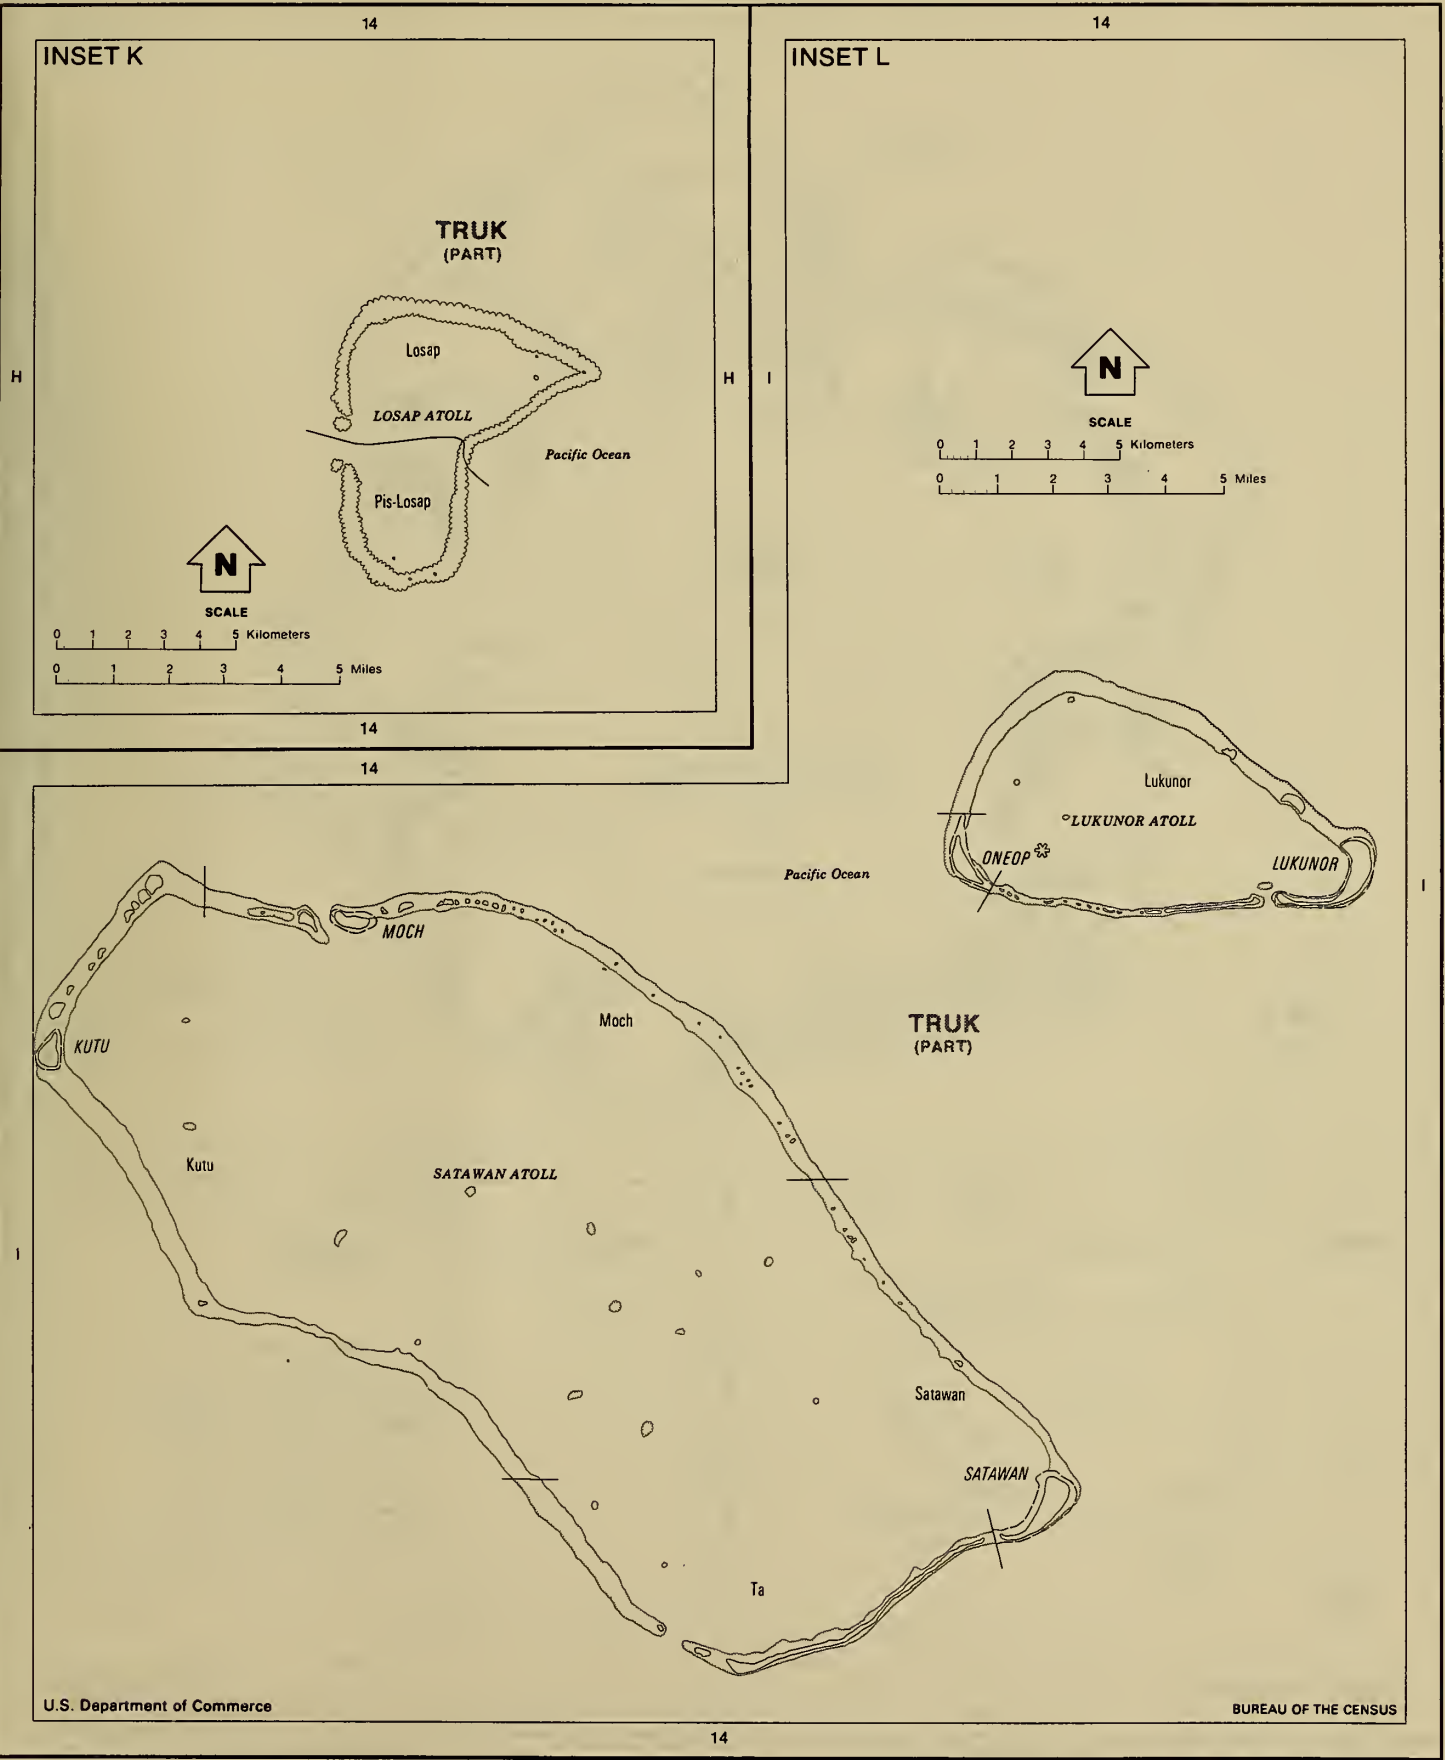 14
INSET K
TRUK
(PART)
Losap
LOSAP ATOLL
H
H
Pacific Ocean
Pis-Losap
N
SCALE
0 1 2 3 4 5 Kilometers
0 1 2 3 4 5 Miles
14
14
INSET L
I
N
SCALE
0 1 2 3 4 5 Kilometers
0 1 2 3 4 5 Miles
Lukunor
LUKUNOR ATOLL
ONEOP
LUKUNOR
Pacific Ocean
I
14
MOCH
Moch
TRUK
(PART)
KUTU
Kutu
SATAWAN ATOLL
I
Satawan
SATAWAN
Ta
U.S. Department of Commerce
BUREAU OF THE CENSUS
14